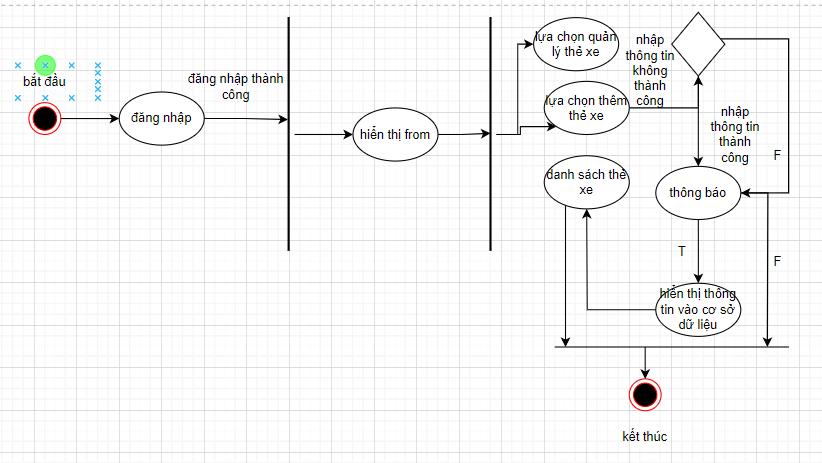 bắt đầu
đăng nhập
đăng nhập thành
công
hiển thị from
lựa chọn quản
lý thẻ xe
lựa chọn thêm
thẻ xe
nhập
thông tin
không
thành
công
nhập
thông tin
thành
công
F
danh sách thẻ
xe
thông báo
T
F
hiển thị thông
tin vào cơ sở
dữ liệu
kết thúc